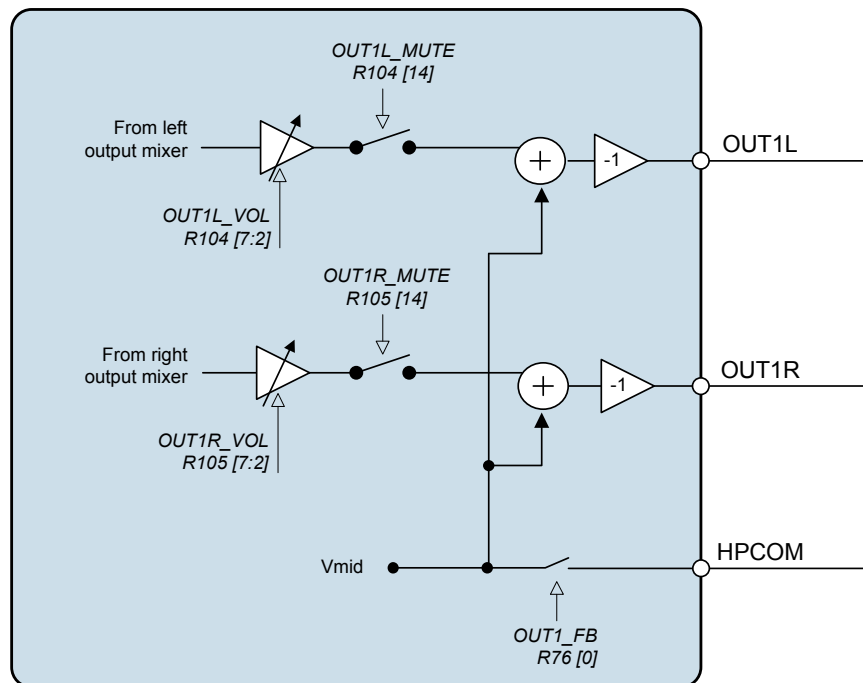 OUT1L_MUTE
R104 [14]
From left
output mixer
+
-1
OUT1L
OUT1L_VOL
R104 [7:2]
OUT1R_MUTE
R105 [14]
From right
output mixer
+
-1
OUT1R
OUT1R_VOL
R105 [7:2]
Vmid
HPCOM
OUT1_FB
R76 [0]